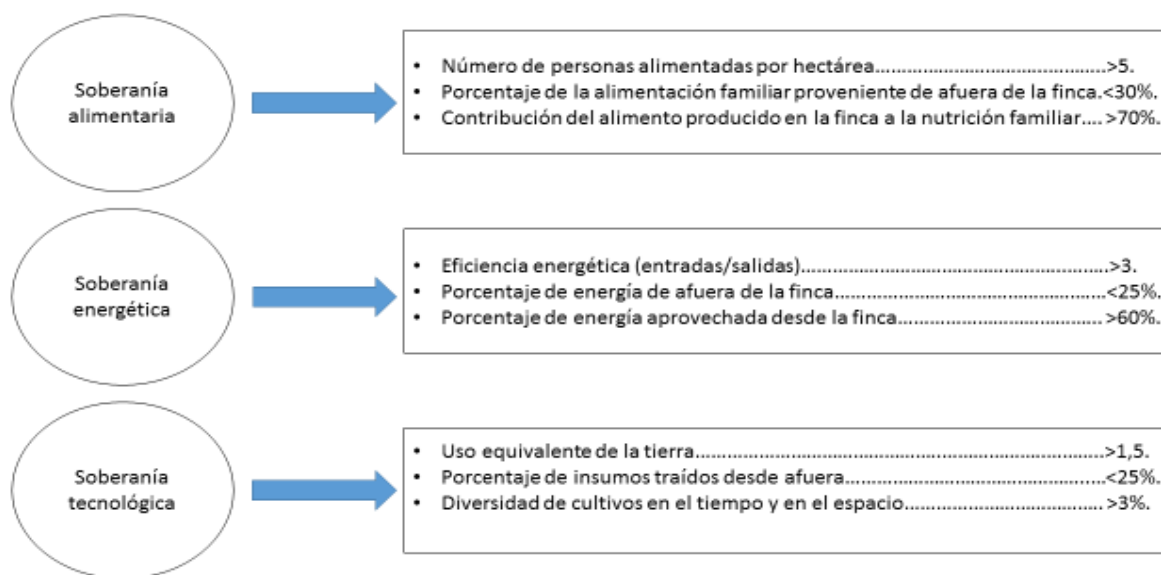 Soberanía
alimentaria
• Número de personas alimentadas por hectárea..............................................>5.
• Porcentaje de la alimentación familiar proveniente de afuera de la finca.<30%.
• Contribución del alimento producido en la finca a la nutrición familiar.... >70%.
Soberanía
energética
• Eficiencia energética (entradas/salidas)..............................................................>3.
• Porcentaje de energía de afuera de la finca......................................................<25%.
• Porcentaje de energía aprovechada desde la finca......................................... >60%.
Soberanía
tecnológica
• Uso equivalente de la tierra..................................................................................>1,5.
• Porcentaje de insumos traídos desde afuera....................................................<25%.
• Diversidad de cultivos en el tiempo y en el espacio........................................ >3%.